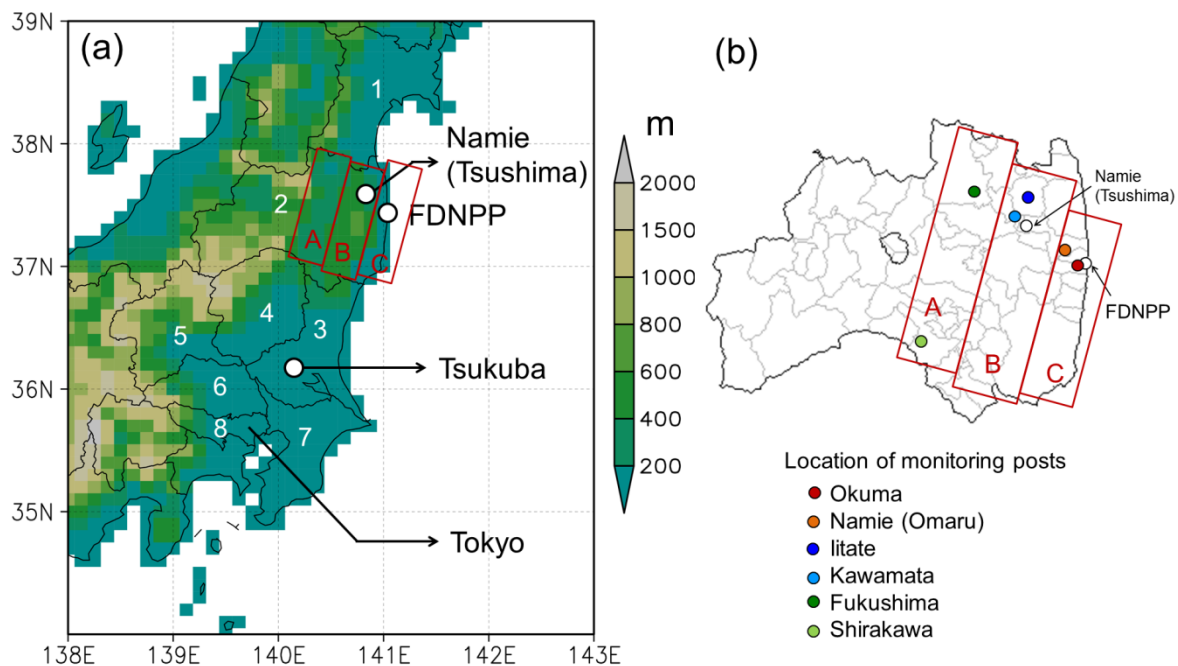 (a)
39N
38N
37N
36N
35N
138E
139E
140E
141E
142E
143E
1
2
3
4
5
6
7
8
A
B
C
Namie
(Tsushima)
FDNPP
Tsukuba
Tokyo
m
2000
1500
1000
800
600
400
200
(b)
A
B
C
Namie
(Tsushima)
FDNPP
Location of monitoring posts
Okuma
Namie (Omaru)
Iitate
Kawamata
Fukushima
Shirakawa